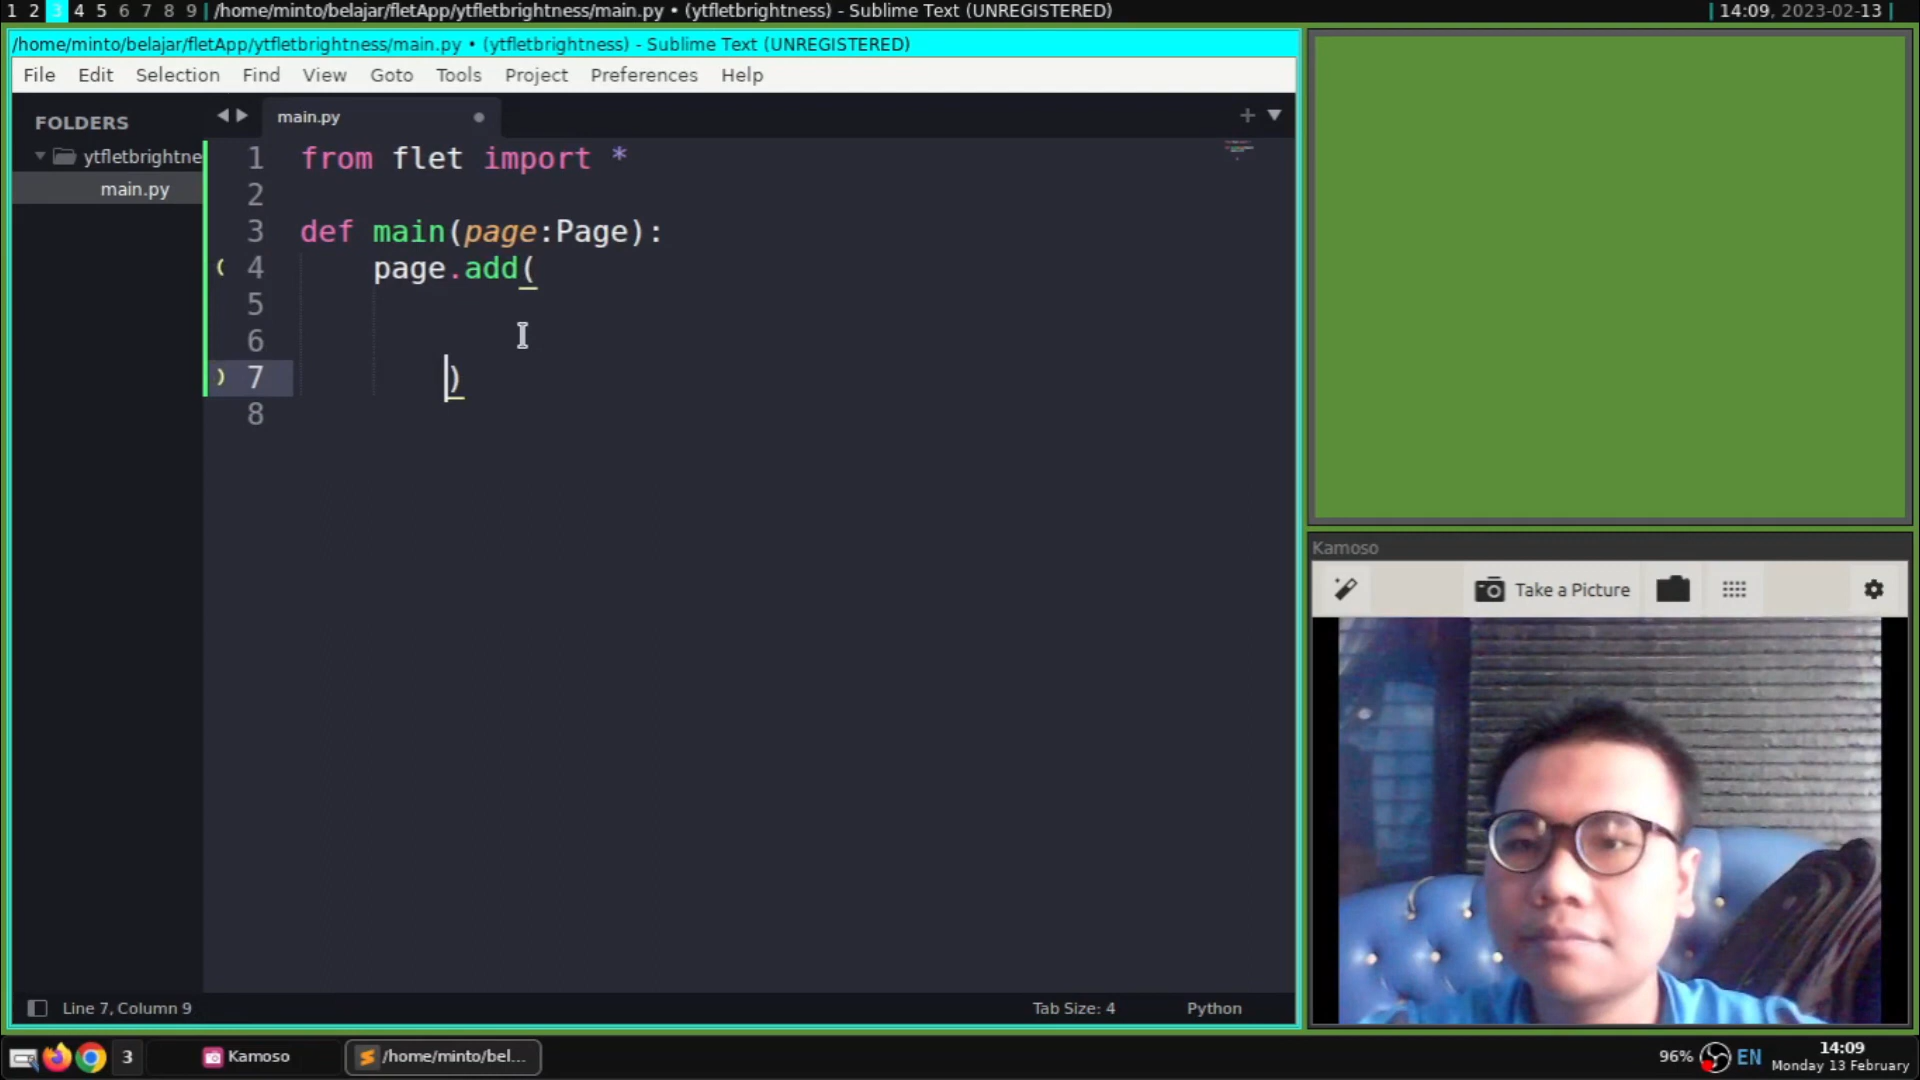 1 2 3 4 5 6 7 8 9 | /home/minto/belajar/fletApp/ytfletbrightness/main.py • (ytfletbrightness) - Sublime Text (UNREGISTERED) | 14:09, 2023-02-13 |
/home/minto/belajar/fletApp/ytfletbrightness/main.py • (ytfletbrightness) - Sublime Text (UNREGISTERED)
File Edit Selection Find View Goto Tools Project Preferences Help
FOLDERS
ytfletbrightne
main.py
main.py
1 from flet import *
2
3 def main(page:Page):
4     page.add(
5
6
7         )
8
Line 7, Column 9
Tab Size: 4
Python
Kamoso
Take a Picture
3
Kamoso
/home/minto/bel...
96%
EN
14:09
Monday 13 February